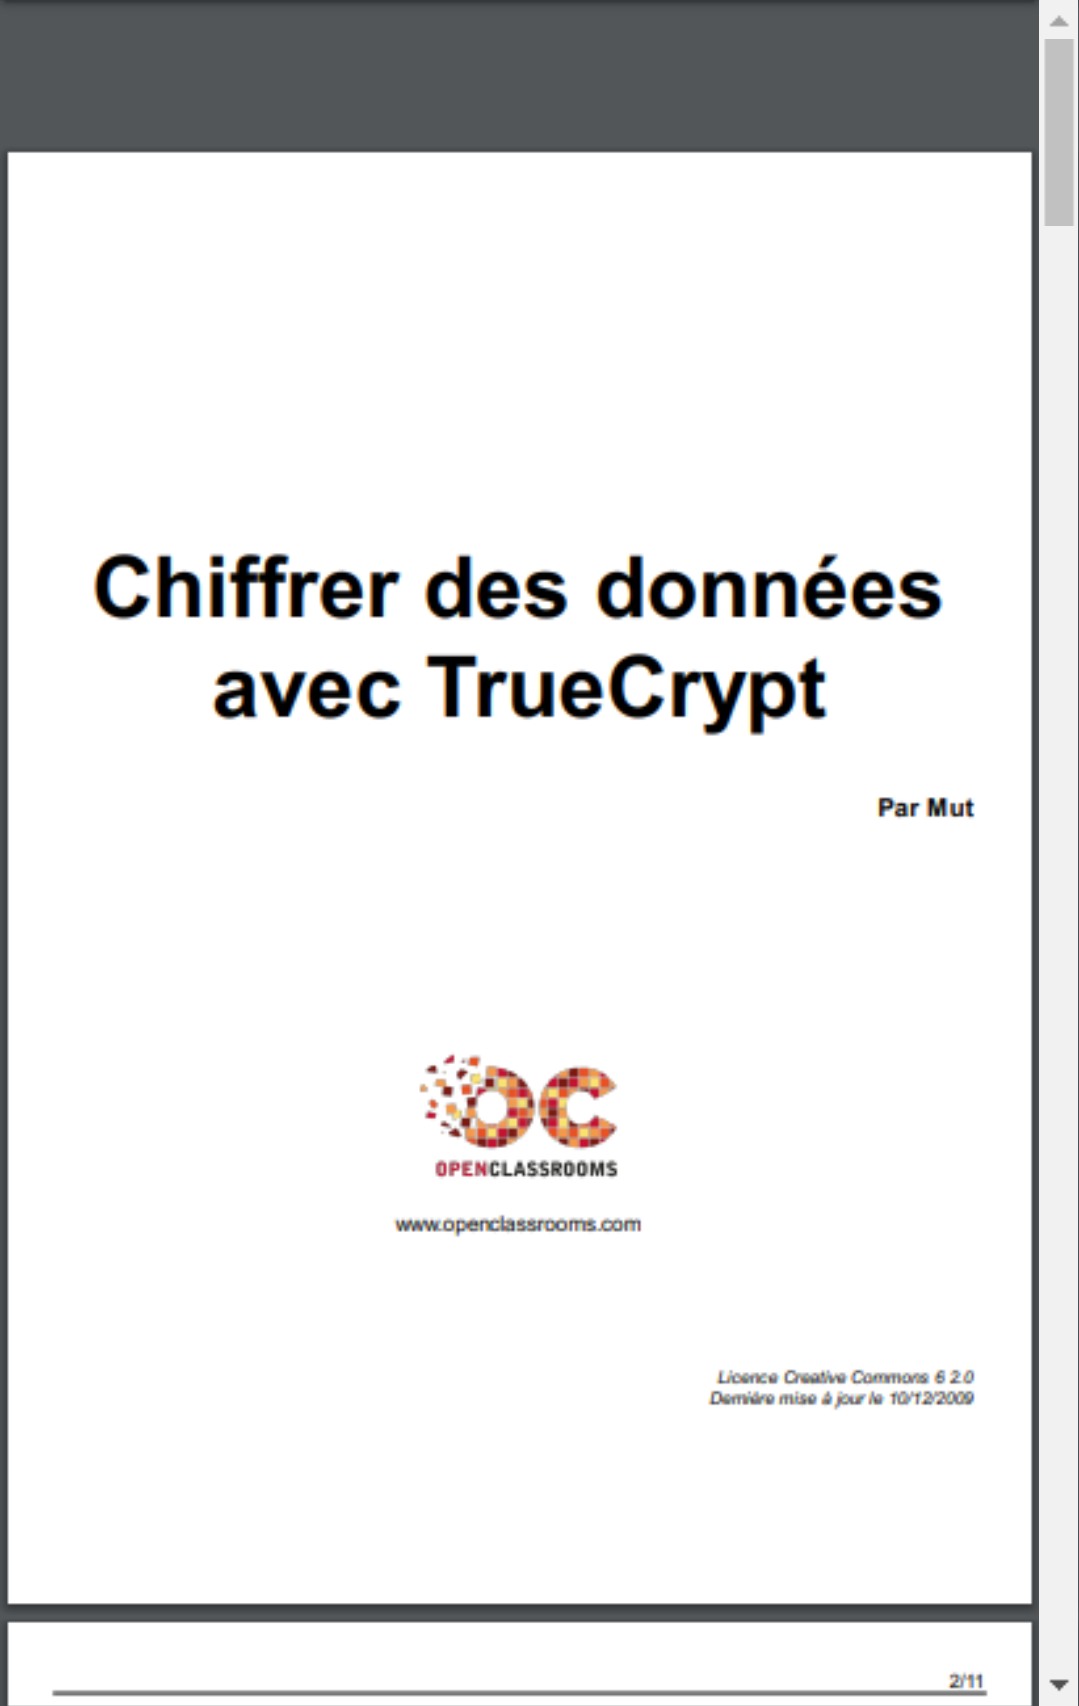 Chiffrer des données
avec TrueCrypt
Par Mut
OC
OPENCLASSROOMS
www.openclassrooms.com
Licence Creative Commons 6 2.0
Dernière mise à jour le 10/12/2009
2/11